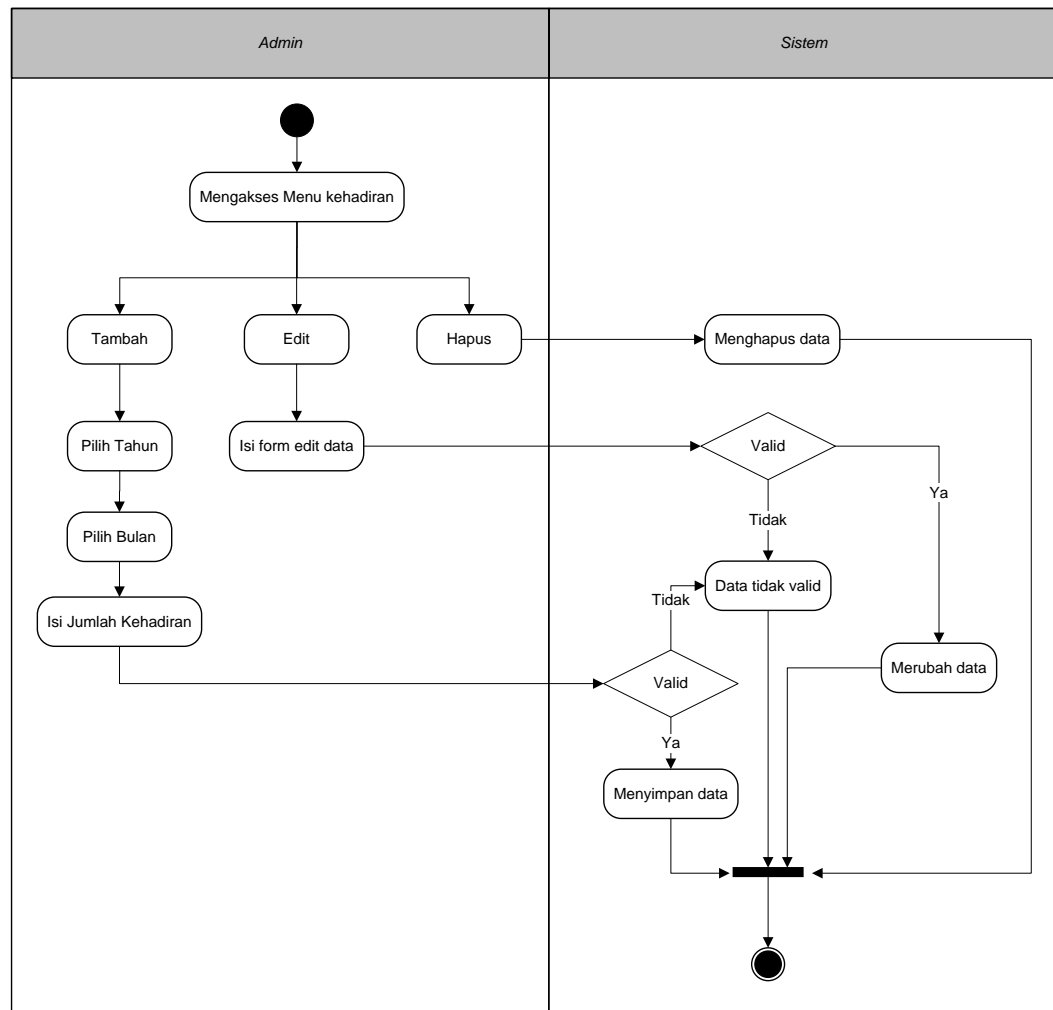 Admin
Sistem
Mengakses Menu kehadiran
Tambah
Edit
Hapus
Menghapus data
Pilih Tahun
Isi form edit data
Valid
Ya
Tidak
Pilih Bulan
Data tidak valid
Tidak
Isi Jumlah Kehadiran
Valid
Merubah data
Ya
Menyimpan data